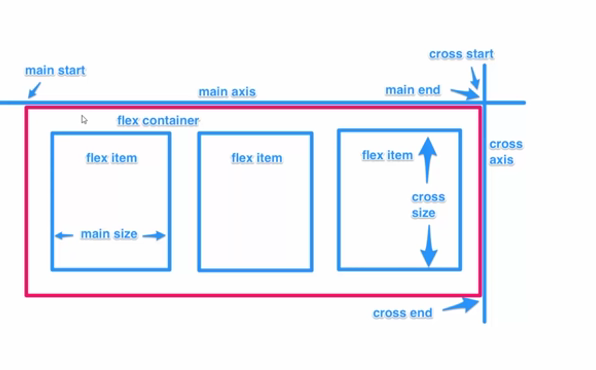 cross start
main start
main axis
main end
flex container
cross
axis
flex item
flex item
flex item
cross
size
main size
cross end